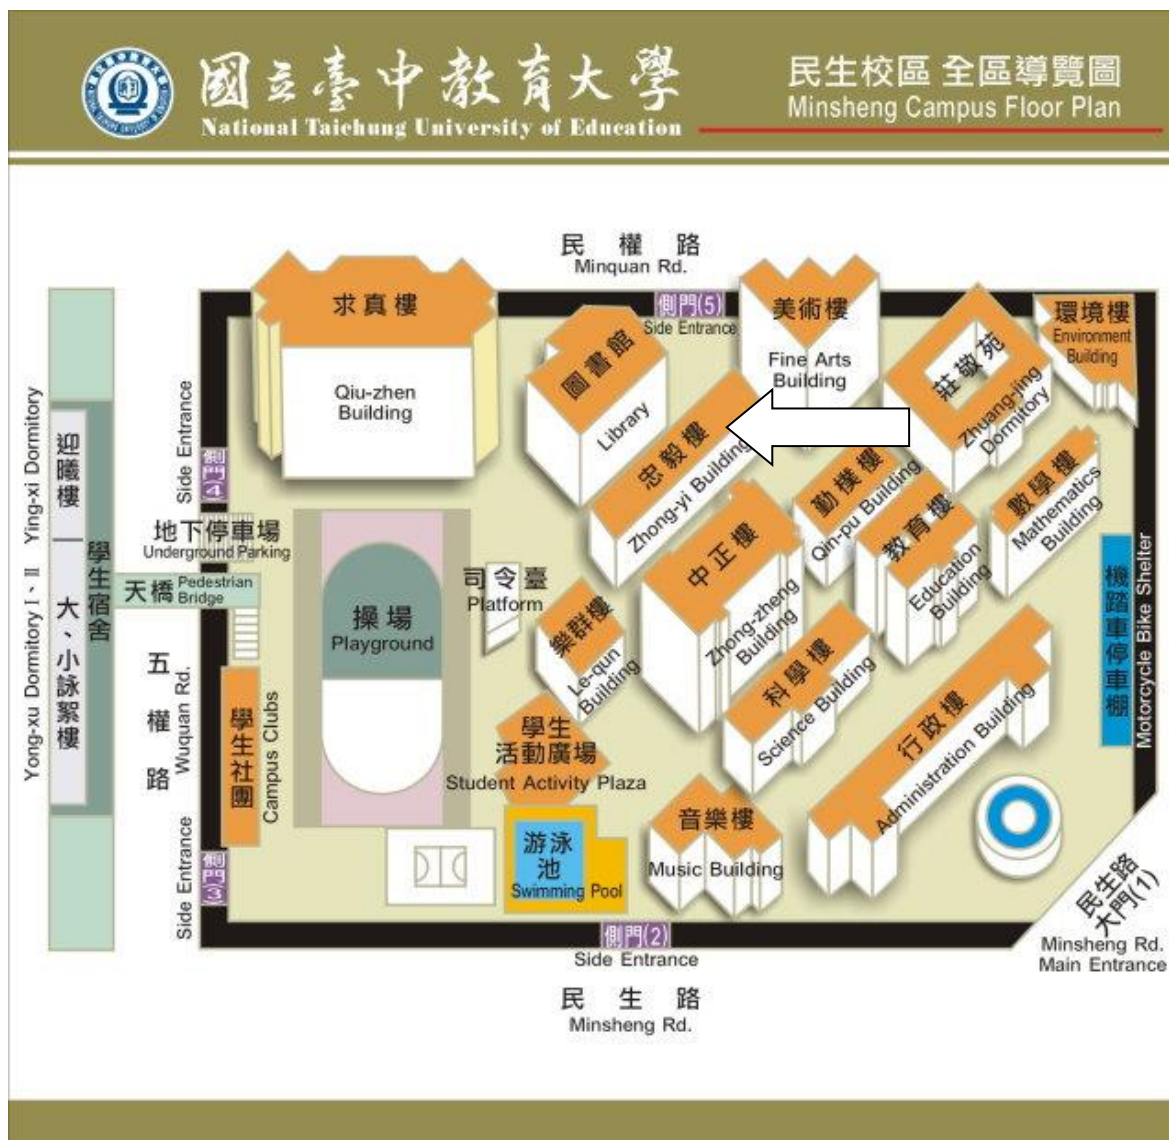 國立臺中教育大學
National Taichung University of Education
民生校區 全區導覽圖
Minsheng Campus Floor Plan
民權路
Minquan Rd.
求真樓
Qiu-zhen
Building
圖書館
Library
側門(5)
Side Entrance
美術樓
Fine Arts
Building
莊敬苑
Zhuang-jing
Dormitory
環境樓
Environment
Building
忠毅樓
Zhong-yi Building
勤樸樓
Qin-pu Building
教育樓
Education
Building
數學樓
Mathematics
Building
中正樓
Zhong-zheng
Building
迎曦樓
Ying-xi Dormitory
學生宿舍
大、小詠絮樓
Yong-xu Dormitory I、II
Side Entrance
側門(4)
地下停車場
Underground Parking
天橋
Pedestrian
Bridge
五權路
Wuquan Rd.
操場
Playground
司令臺
Platform
樂群樓
Le-qun
Building
科學樓
Science Building
行政樓
Administration Building
機踏車停車棚
Motorcycle Bike Shelter
學生社團
Campus Clubs
學生
活動廣場
Student Activity Plaza
音樂樓
Music Building
游泳
池
Swimming Pool
Side Entrance
側門(3)
側門(2)
Side Entrance
民生路
大門(1)
Minsheng Rd.
Main Entrance
民生路
Minsheng Rd.